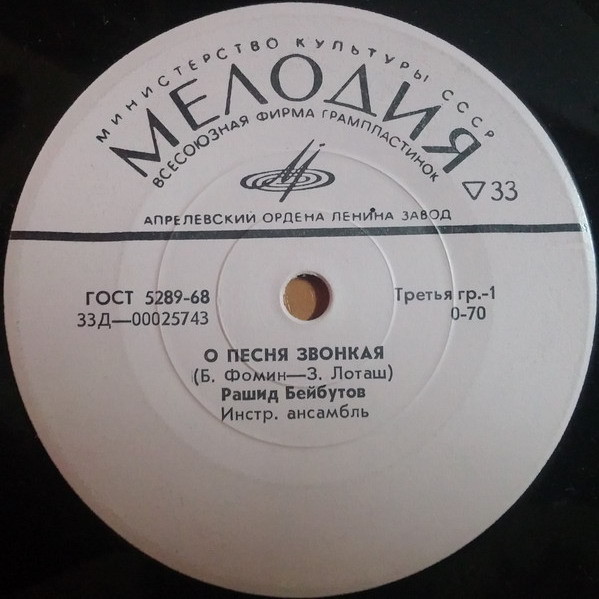 МИНИСТЕРСТВО КУЛЬТУРЫ СССР
МЕЛОДИЯ
ВСЕСОЮЗНАЯ ФИРМА ГРАМПЛАСТИНОК
▽33
АПРЕЛЕВСКИЙ ОРДЕНА ЛЕНИНА ЗАВОД
ГОСТ 5289-68
33Д—00025743
Третья гр.-1
0-70
О ПЕСНЯ ЗВОНКАЯ
(Б. Фомин—З. Лоташ)
Рашид Бейбутов
Инстр. ансамбль